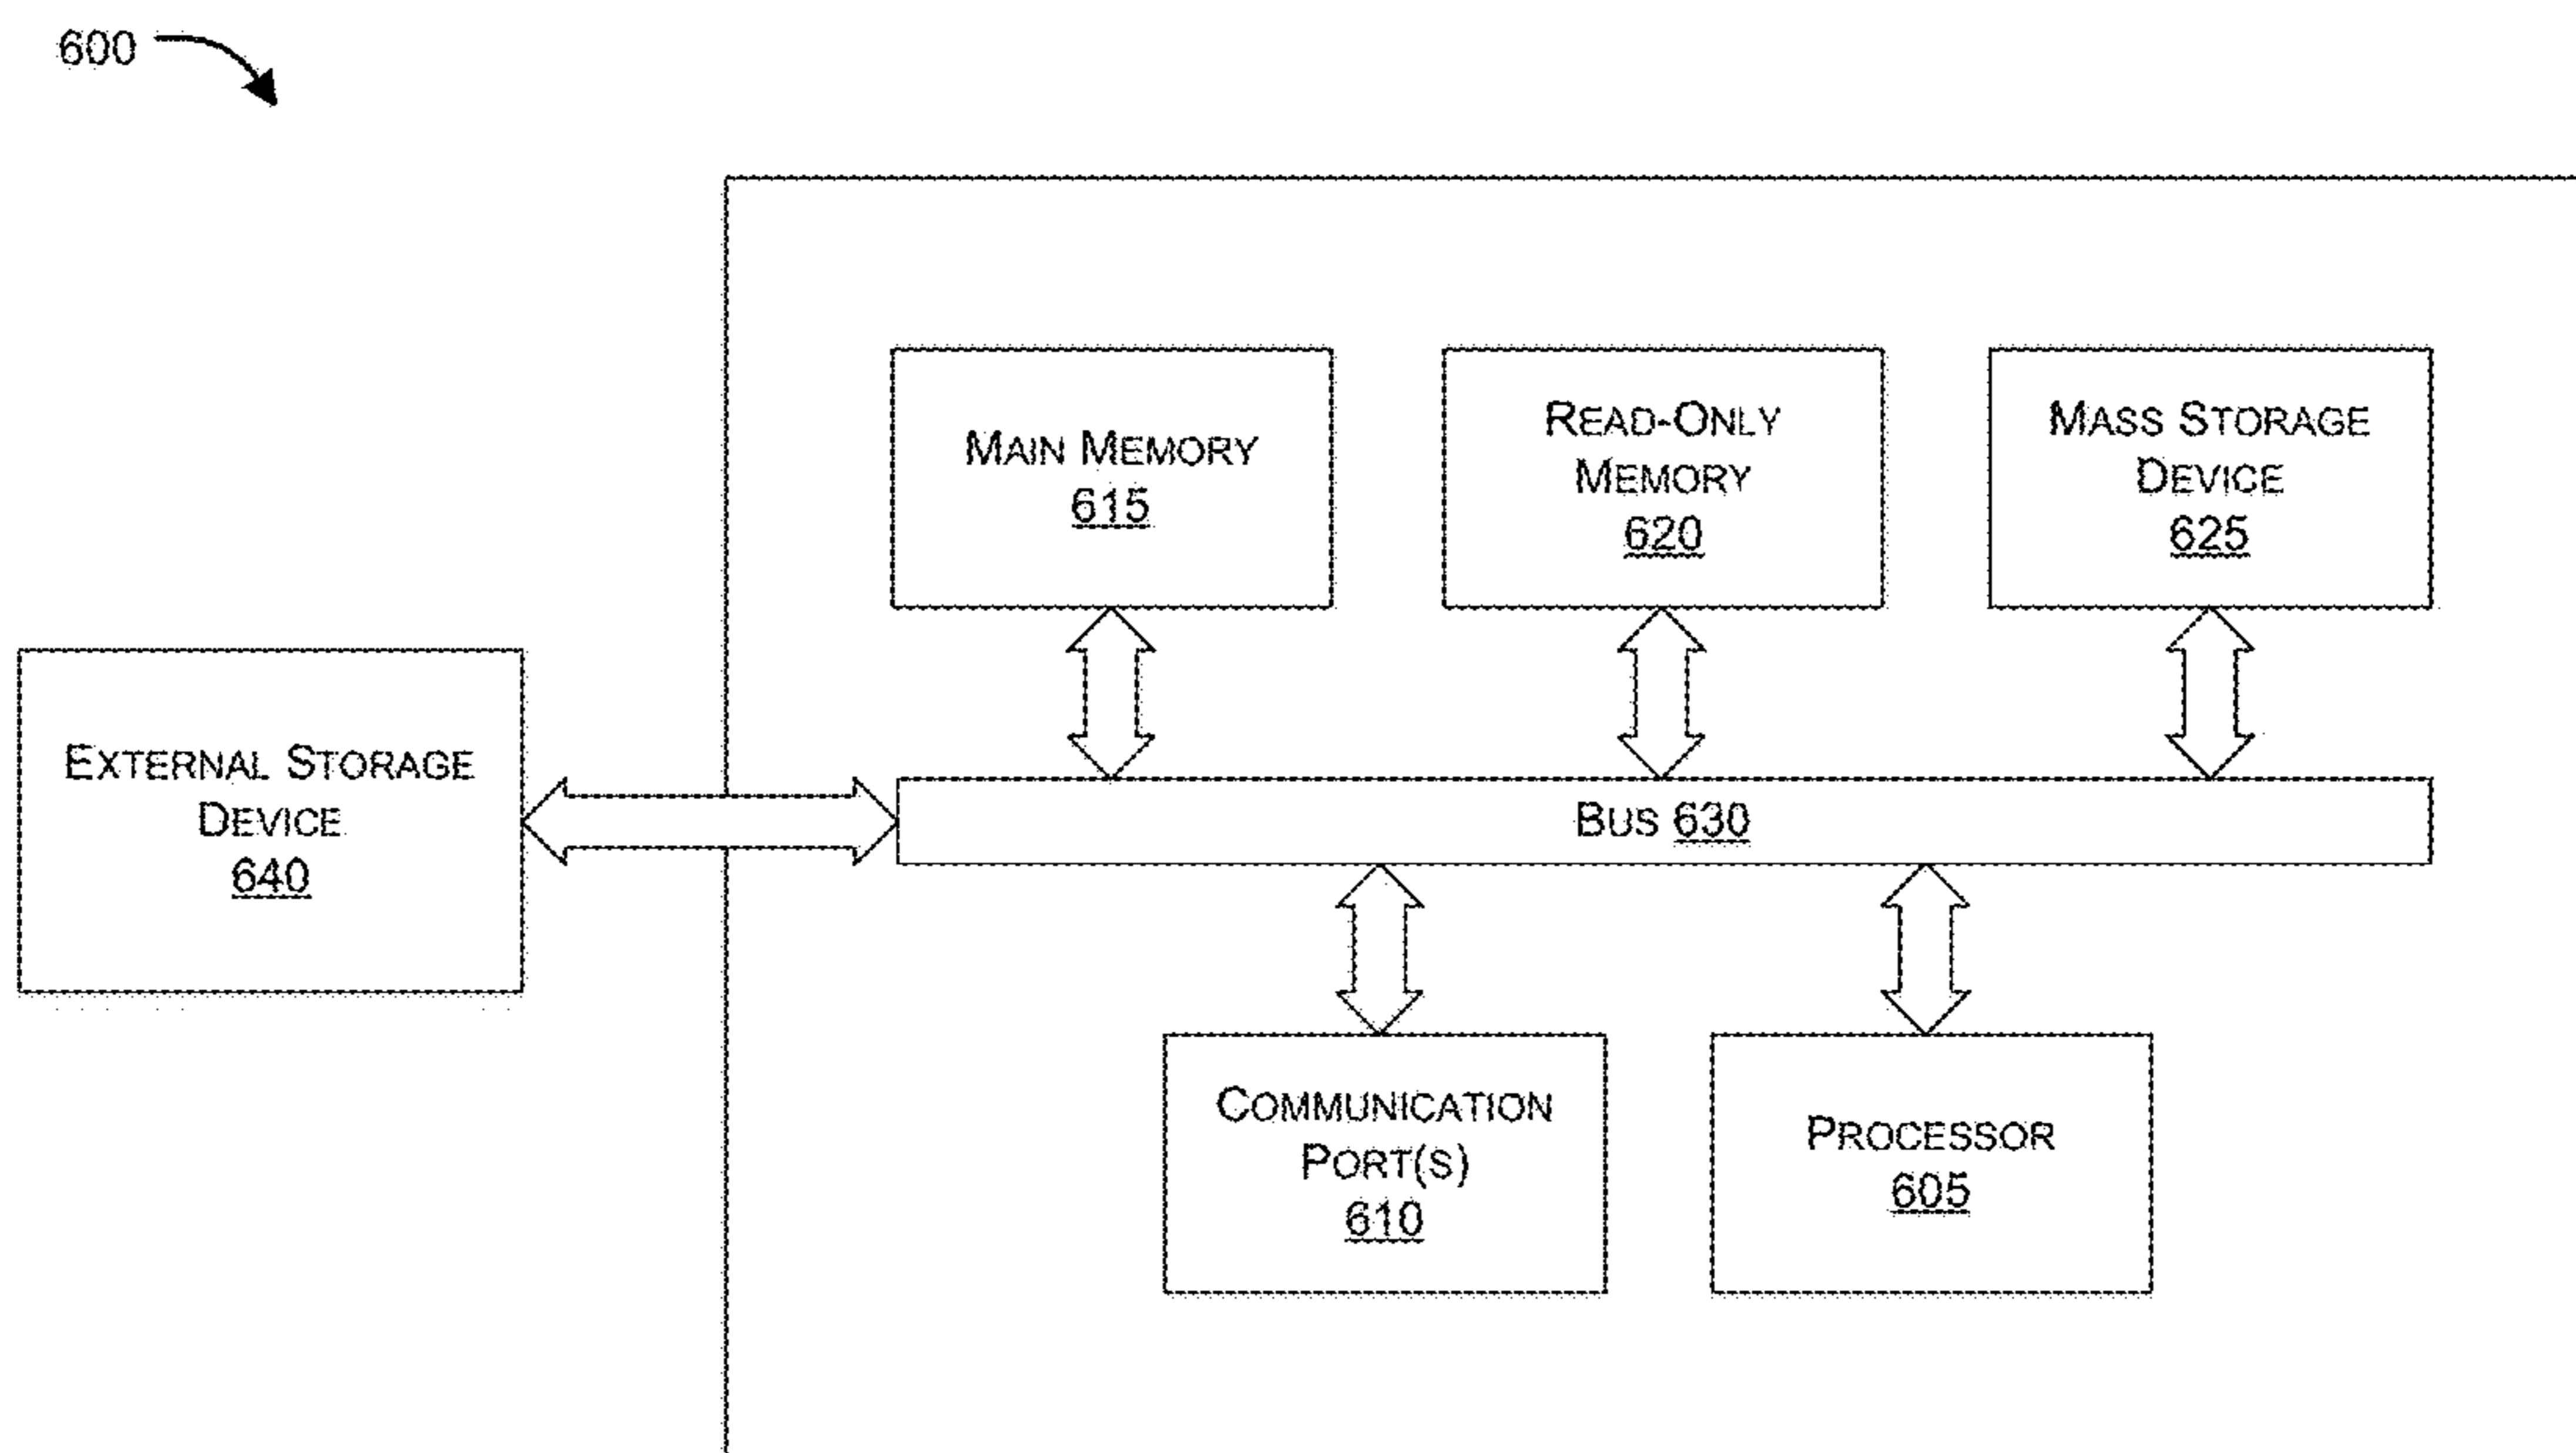 600
MAIN MEMORY
615
READ-ONLY
MEMORY
620
MASS STORAGE
DEVICE
625
EXTERNAL STORAGE
DEVICE
640
BUS 630
COMMUNICATION
PORT(S)
610
PROCESSOR
605